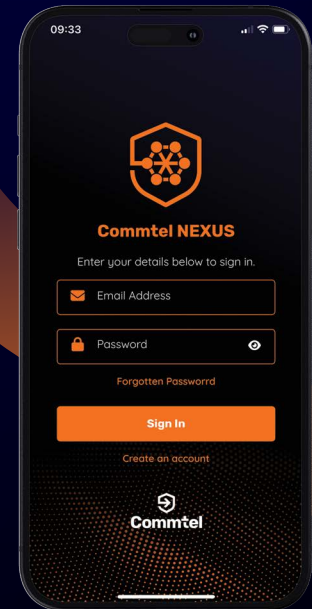 09:33
Commtel NEXUS
Enter your details below to sign in.
Email Address
Password
Forgotten Passworrd
Sign In
Create an account
Commtel